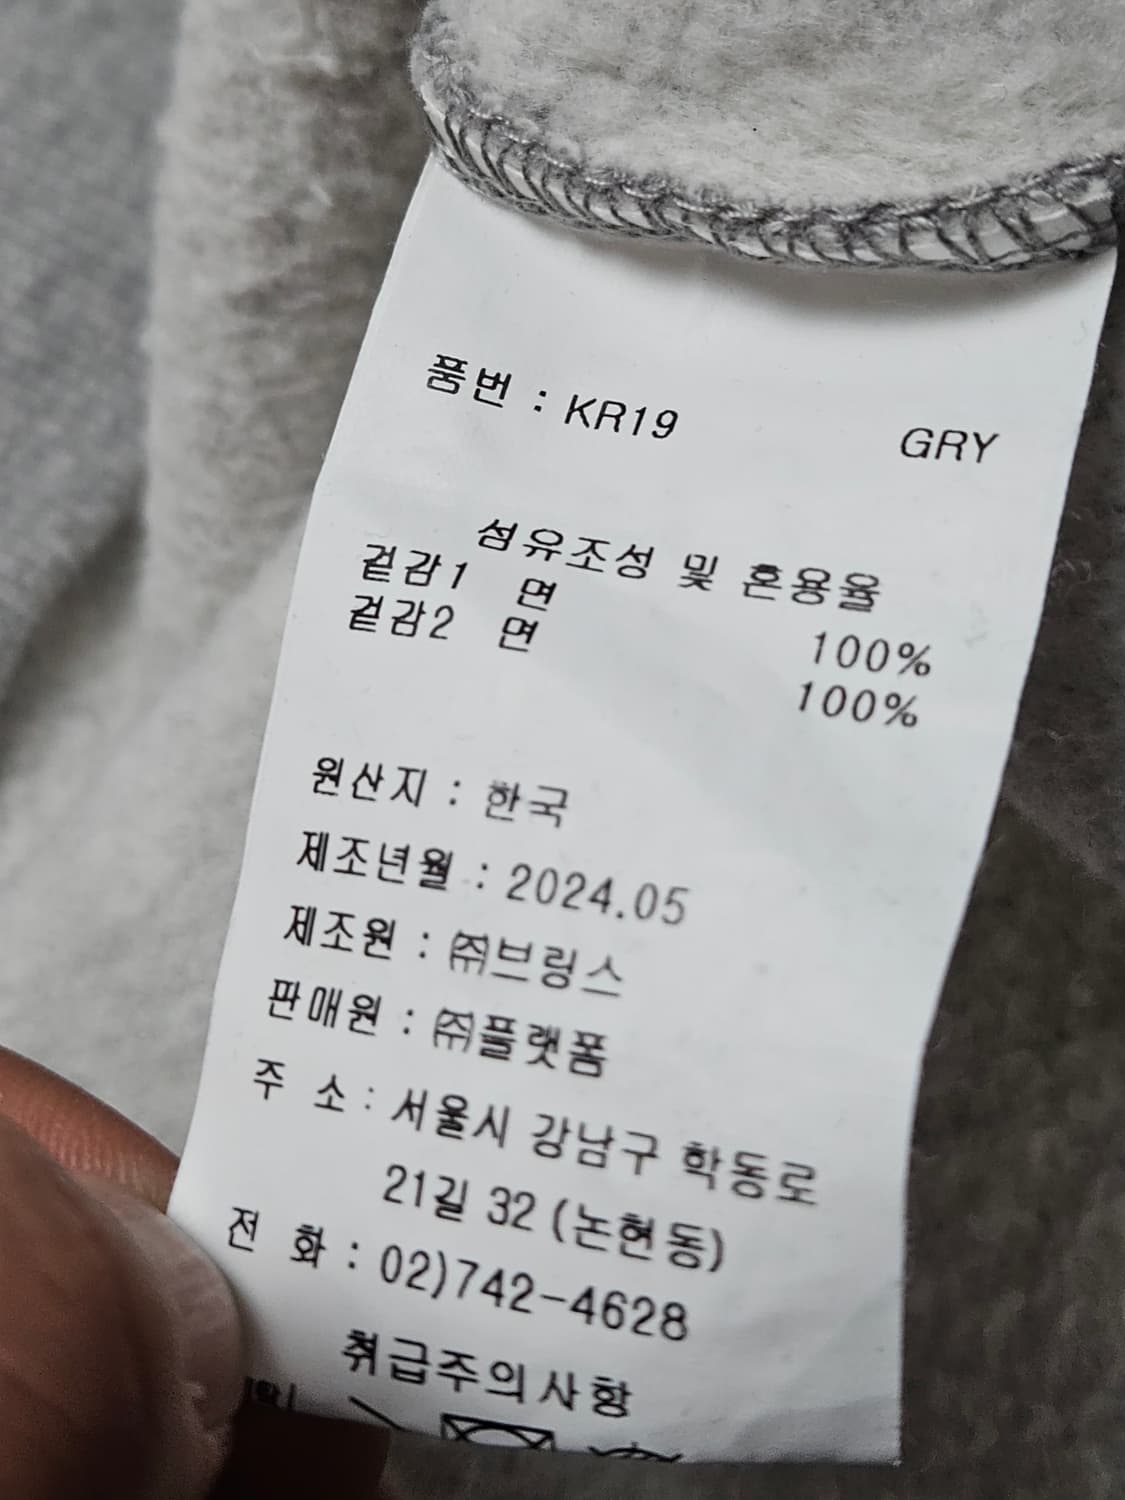 품번 : KR19 GRY
섬유조성 및 혼용율
겉감1 면 100%
겉감2 면 100%
원산지 : 한국
제조년월 : 2024.05
제조원 : ㈜브링스
판매원 : ㈜플랫폼
주 소 : 서울시 강남구 학동로
21길 32 (논현동)
전 화 : 02)742-4628
취급주의사항